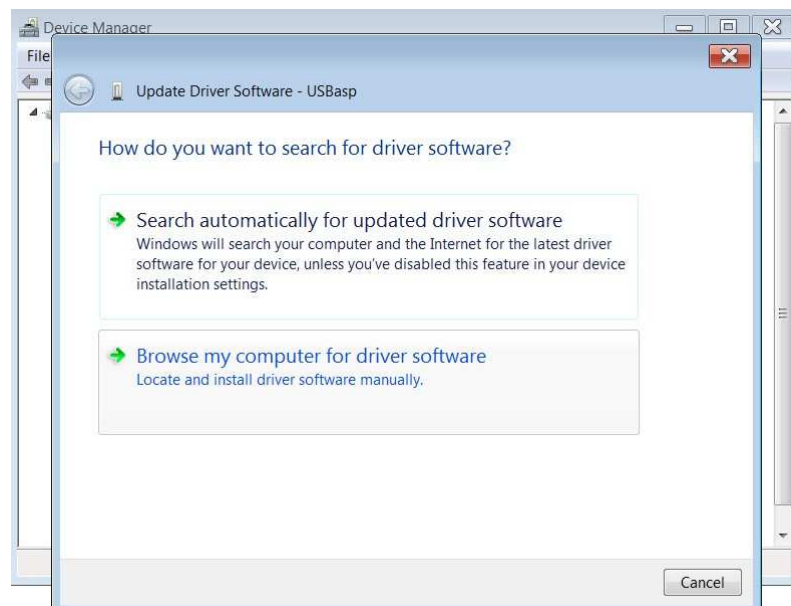 Device Manager
File
Update Driver Software - USBasp
How do you want to search for driver software?
Search automatically for updated driver software
Windows will search your computer and the Internet for the latest driver
software for your device, unless you've disabled this feature in your device
installation settings.
Browse my computer for driver software
Locate and install driver software manually.
Cancel